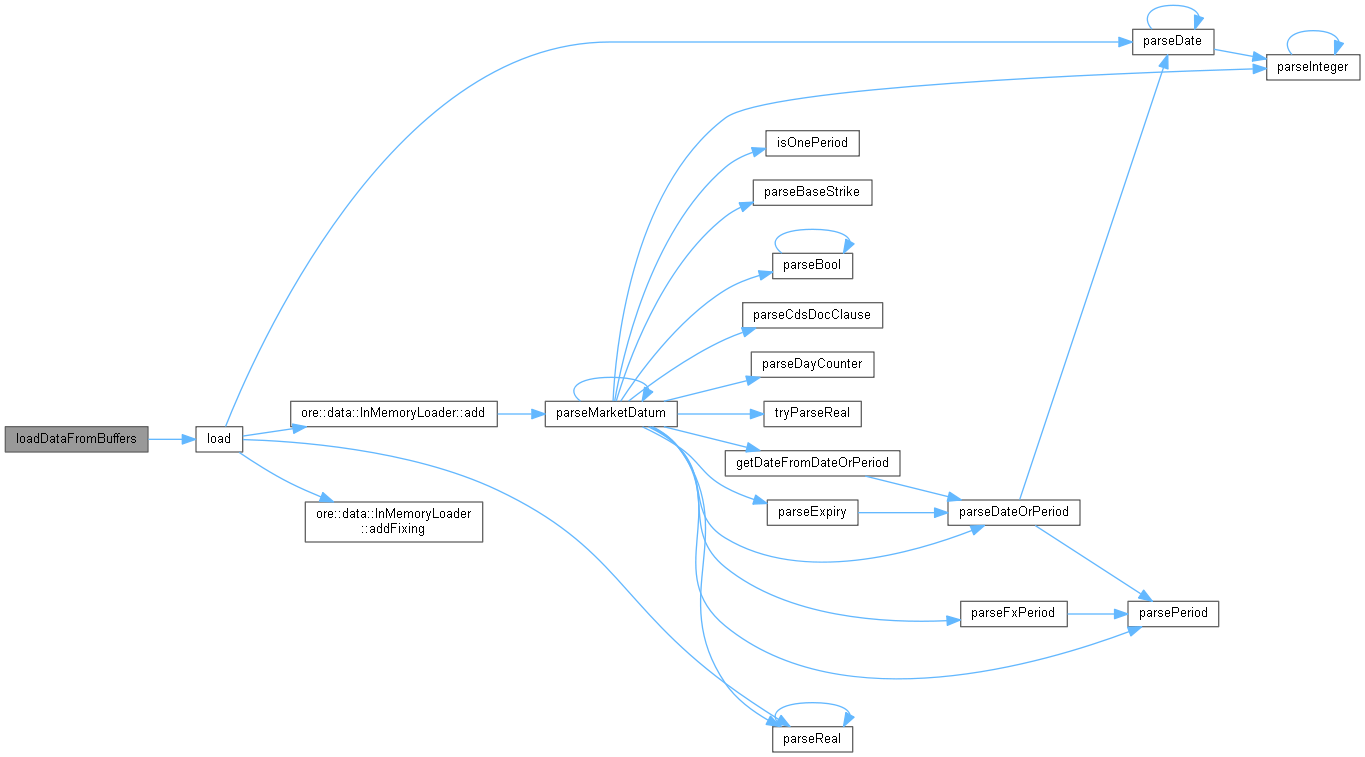 parseDate
parseInteger
isOnePeriod
parseBaseStrike
parseBool
parseCdsDocClause
parseDayCounter
ore::data::InMemoryLoader::add
parseMarketDatum
tryParseReal
loadDataFromBuffers
load
getDateFromDateOrPeriod
ore::data::InMemoryLoader
::addFixing
parseExpiry
parseDateOrPeriod
parseFxPeriod
parsePeriod
parseReal